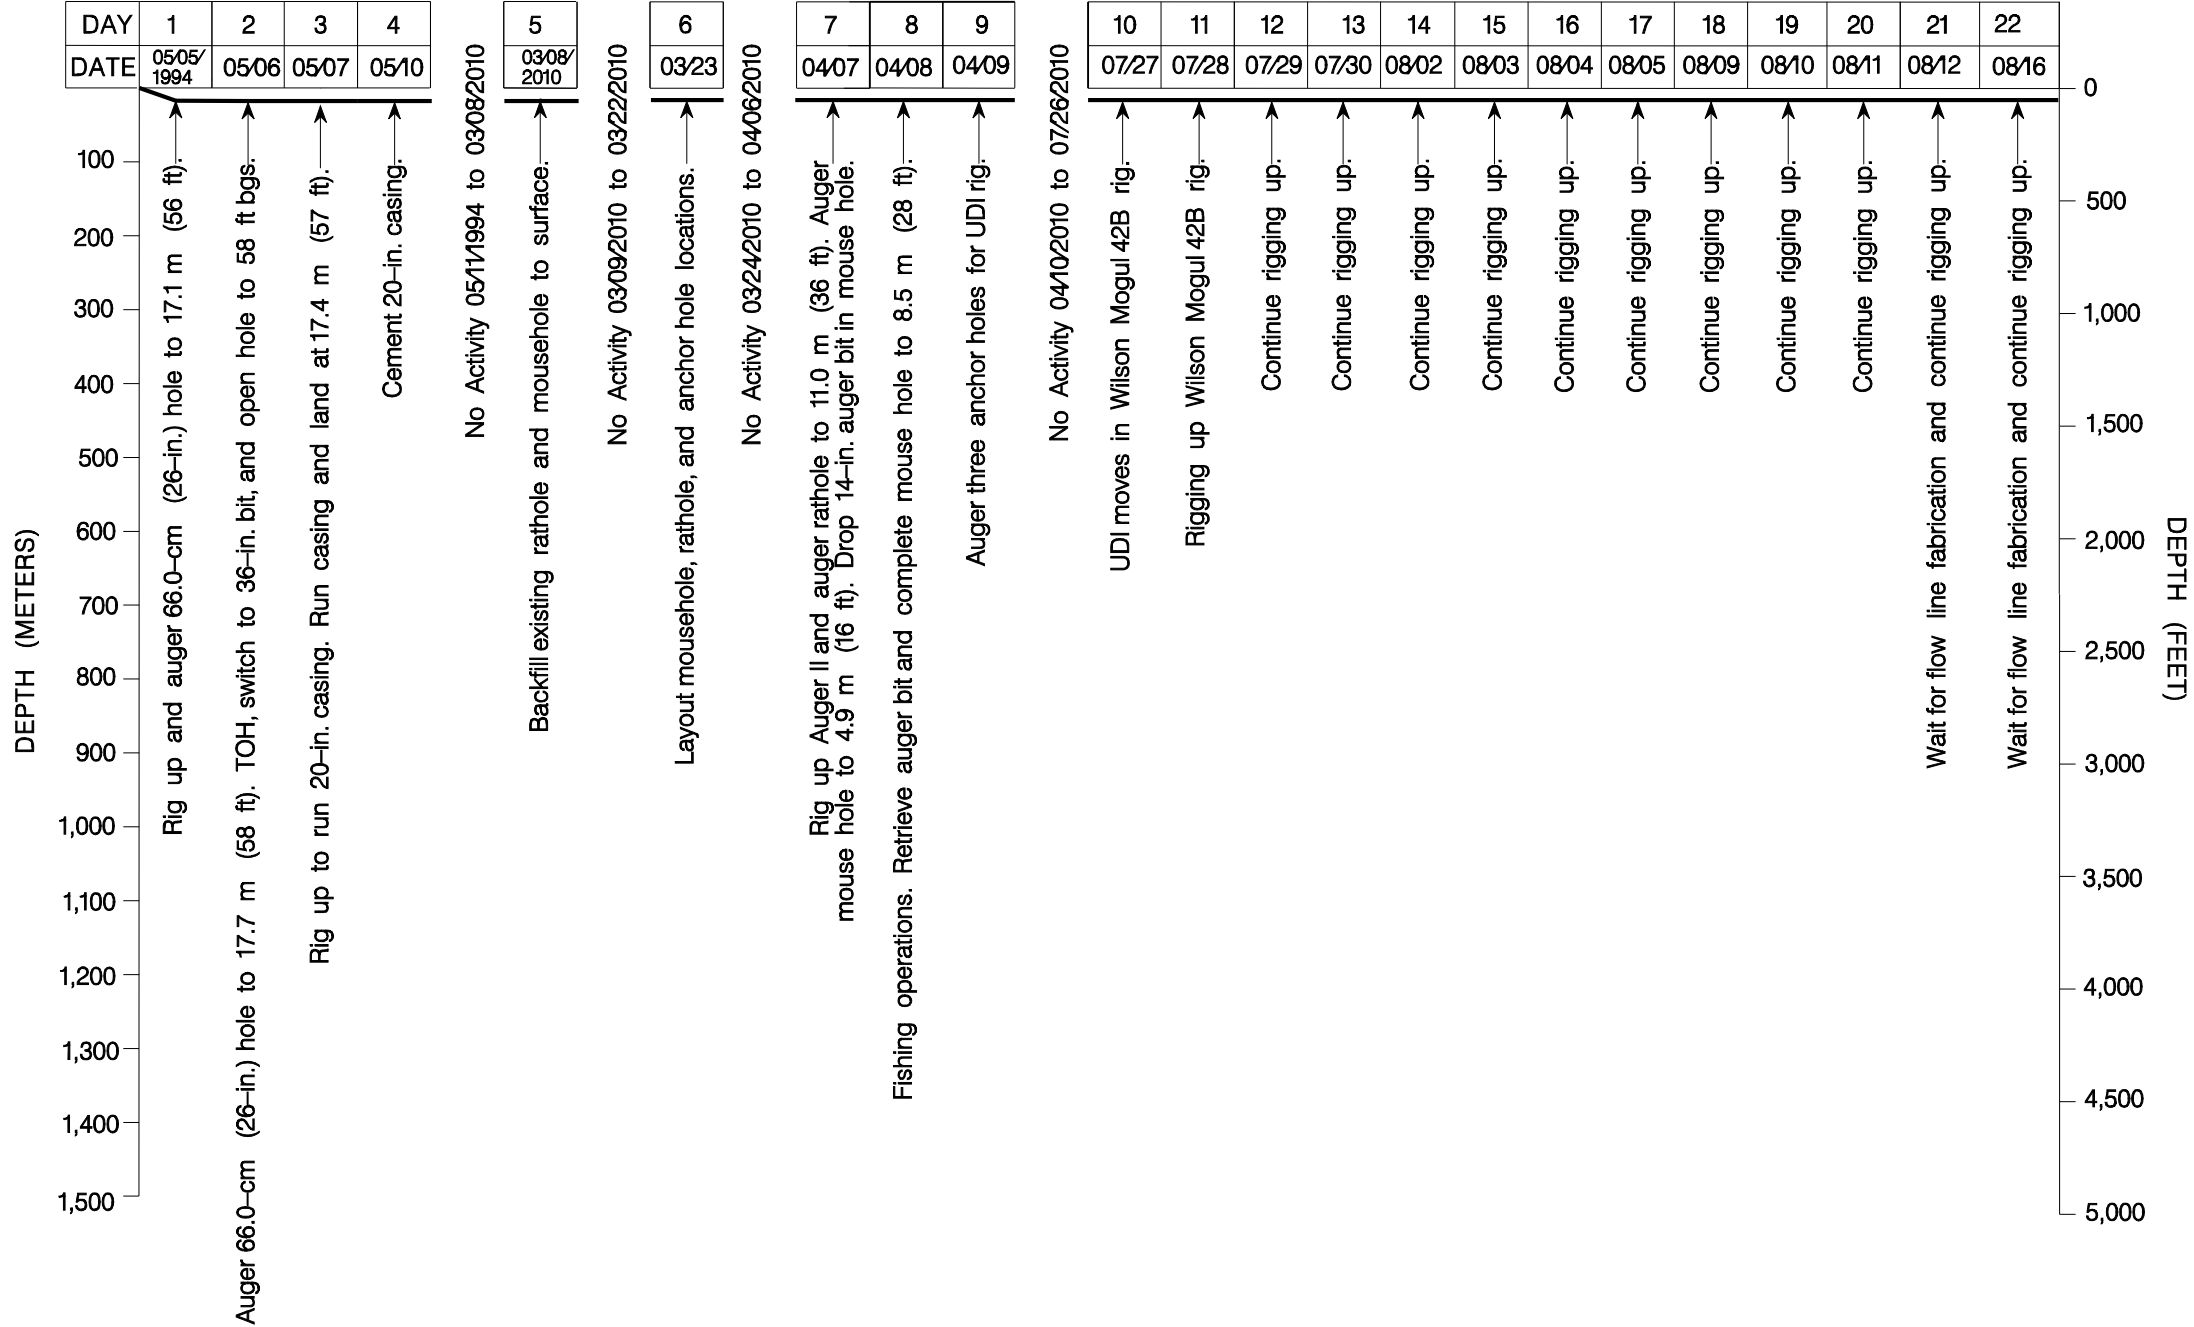 DAY 1 2 3 4 5 6 7 8 9 10 11 12 13 14 15 16 17 18 19 20 21 22
DATE 05/05/1994 05/06 05/07 05/10 03/08/2010 03/23 04/07 04/08 04/09 07/27 07/28 07/29 07/30 08/02 08/03 08/04 08/05 08/09 08/10 08/11 08/12 08/16
DEPTH (METERS)
100
200
300
400
500
600
700
800
900
1,000
1,100
1,200
1,300
1,400
1,500
Rig up and auger 66.0–cm (26–in.) hole to 17.1 m (56 ft).
Auger 66.0–cm (26–in.) hole to 17.7 m (58 ft). TOH, switch to 36–in. bit, and open hole to 58 ft bgs.
Rig up to run 20–in. casing. Run casing and land at 17.4 m (57 ft).
Cement 20–in. casing.
No Activity 05/11/1994 to 03/08/2010
Backfill existing rathole and mousehole to surface.
No Activity 03/09/2010 to 03/22/2010
Layout mousehole, rathole, and anchor hole locations.
No Activity 03/24/2010 to 04/06/2010
Rig up Auger II and auger rathole to 11.0 m (36 ft). Auger
mouse hole to 4.9 m (16 ft). Drop 14–in. auger bit in mouse hole.
Fishing operations. Retrieve auger bit and complete mouse hole to 8.5 m (28 ft).
Auger three anchor holes for UDI rig.
No Activity 04/10/2010 to 07/26/2010
UDI moves in Wilson Mogul 42B rig.
Rigging up Wilson Mogul 42B rig.
Continue rigging up.
Continue rigging up.
Continue rigging up.
Continue rigging up.
Continue rigging up.
Continue rigging up.
Continue rigging up.
Continue rigging up.
Continue rigging up.
Wait for flow line fabrication and continue rigging up.
Wait for flow line fabrication and continue rigging up.
0
500
1,000
1,500
2,000
2,500
3,000
3,500
4,000
4,500
5,000
DEPTH (FEET)